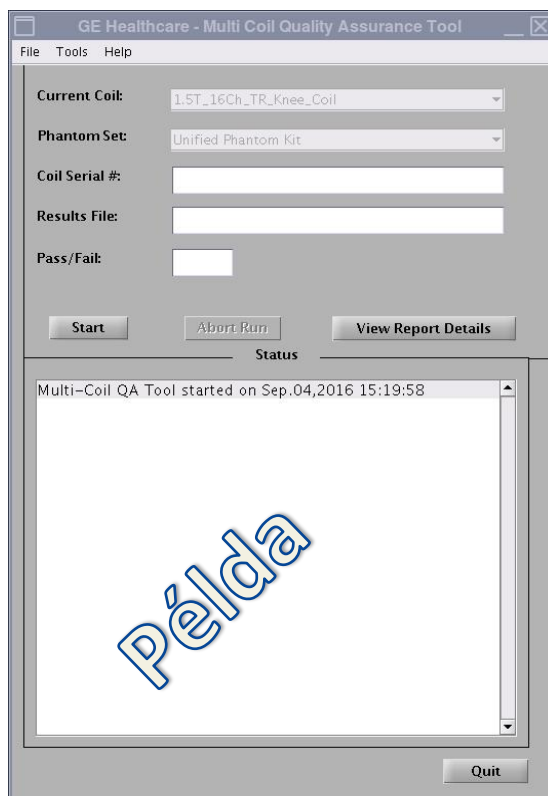 GE Healthcare - Multi Coil Quality Assurance Tool
File Tools Help
Current Coil: 1.5T_16Ch_TR_Knee_Coil
Phantom Set: Unified Phantom Kit
Coil Serial #:
Results File:
Pass/Fail:
Start Abort Run View Report Details
Status
Multi-Coil QA Tool started on Sep.04,2016 15:19:58
Példa
Quit